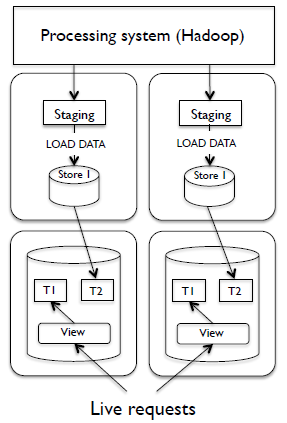 Processing system (Hadoop)
Staging
Staging
LOAD DATA
LOAD DATA
Store 1
Store 1
T1
T2
T1
T2
View
View
Live requests